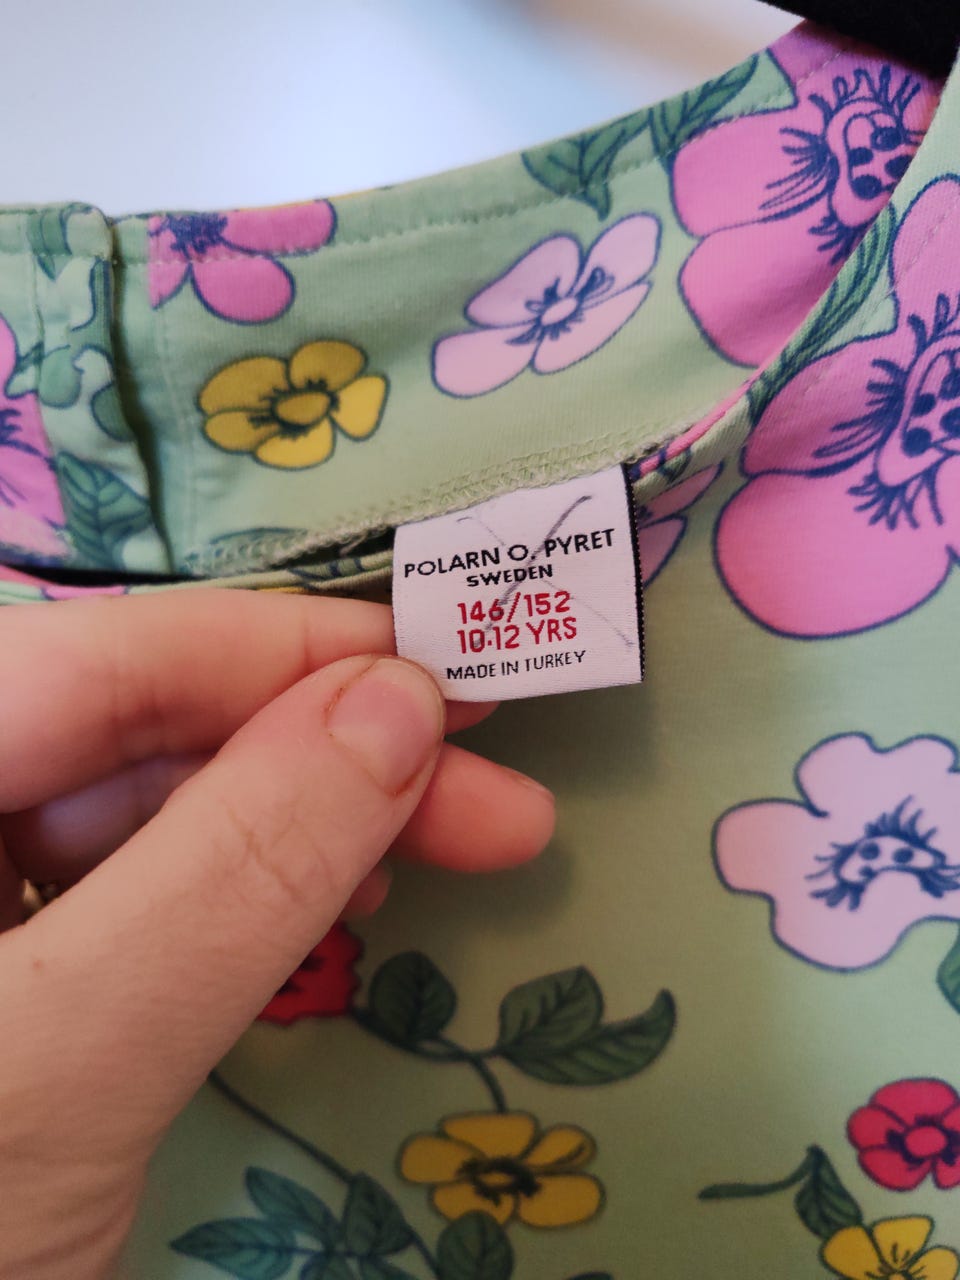 POLARN O. PYRET
SWEDEN
146/152
10-12 YRS
MADE IN TURKEY